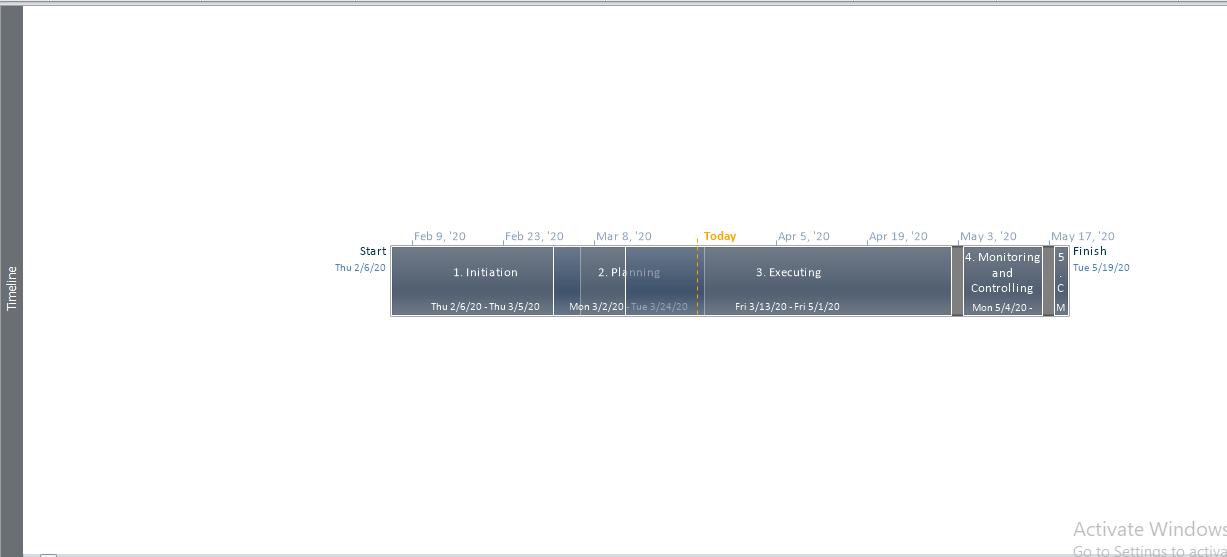 Timeline
Feb 9, '20
Feb 23, '20
Mar 8, '20
Today
Apr 5, '20
Apr 19, '20
May 3, '20
May 17, '20
Start
Thu 2/6/20
1. Initiation
Thu 2/6/20 - Thu 3/5/20
2. Planning
Mon 3/2/20 - Tue 3/24/20
3. Executing
Fri 3/13/20 - Fri 5/1/20
4. Monitoring
and
Controlling
Mon 5/4/20 -
5
.
C
M
Finish
Tue 5/19/20
Activate Windows
Go to Settings to activa